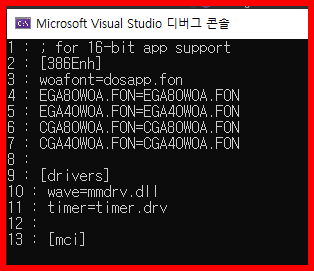 Microsoft Visual Studio 디버그 콘솔
1 : ; for 16-bit app support
2 : [386Enh]
3 : woafont=dosapp.fon
4 : EGA80WOA.FON=EGA80WOA.FON
5 : EGA40WOA.FON=EGA40WOA.FON
6 : CGA80WOA.FON=CGA80WOA.FON
7 : CGA40WOA.FON=CGA40WOA.FON
8 :
9 : [drivers]
10 : wave=mmdrv.dll
11 : timer=timer.drv
12 :
13 : [mci]